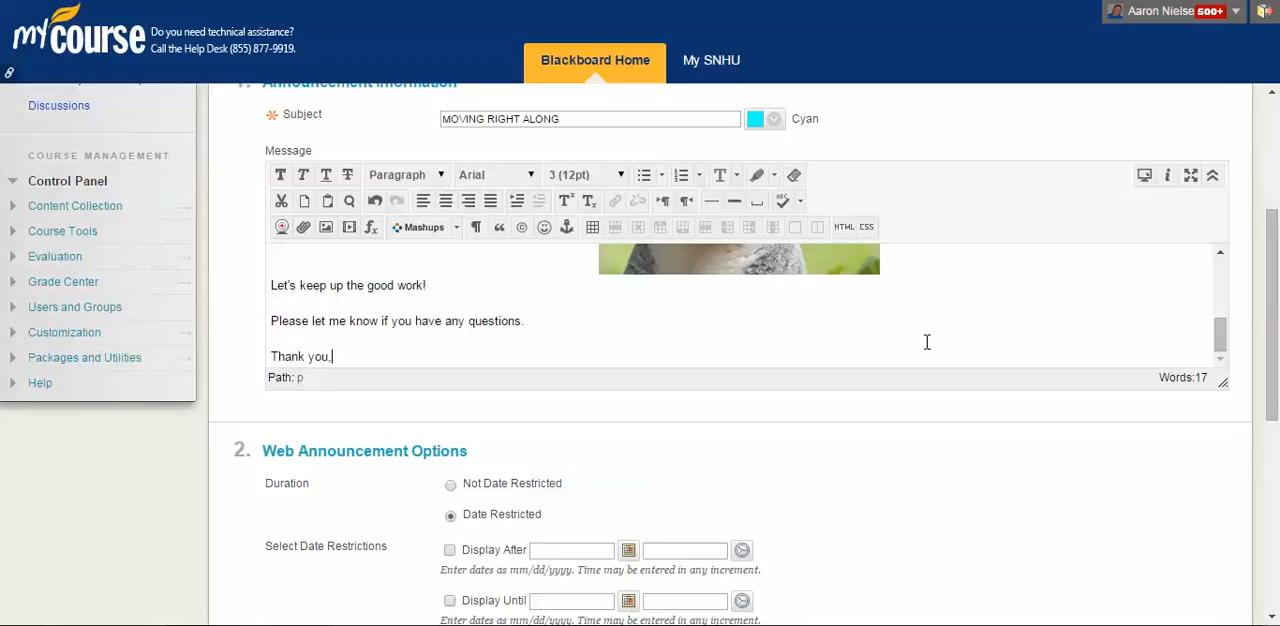 my course
Do you need technical assistance?
Call the Help Desk (855) 877-9919.
Aaron Nielse 500+
Blackboard Home
My SNHU
Discussions
COURSE MANAGEMENT
Control Panel
Content Collection
Course Tools
Evaluation
Grade Center
Users and Groups
Customization
Packages and Utilities
Help
1. Announcement Information
Subject
MOVING RIGHT ALONG
Cyan
Message
T T T T Paragraph Arial 3 (12pt) T
Mashups HTML CSS
Let's keep up the good work!
Please let me know if you have any questions.
Thank you,
Path: p
Words:17
2. Web Announcement Options
Duration
Not Date Restricted
Date Restricted
Select Date Restrictions
Display After
Enter dates as mm/dd/yyyy. Time may be entered in any increment.
Display Until
Enter dates as mm/dd/yyyy. Time may be entered in any increment.